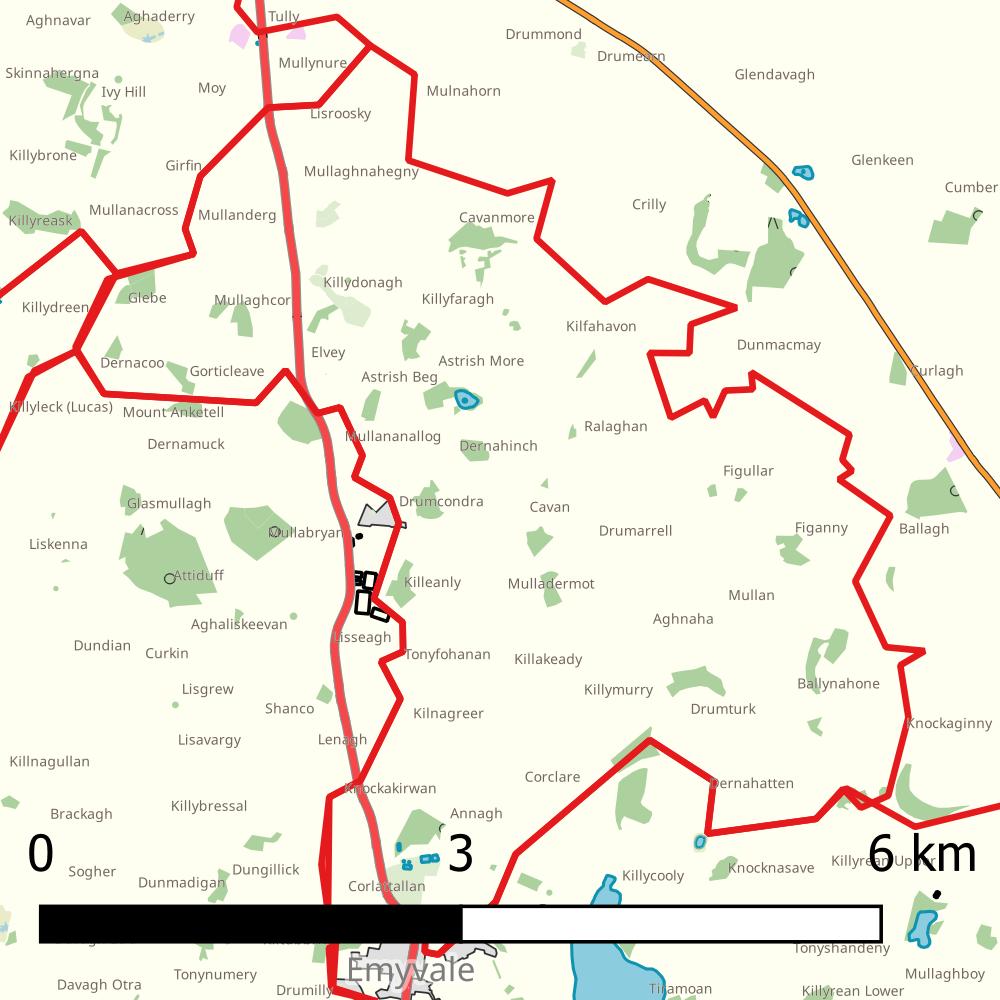 Aghnavar
Aghaderry
Tully
Drummond
Drumearn
Mullynure
Glendavagh
Skinnahergna
Ivy Hill
Moy
Mulnahorn
Lisroosky
Killybrone
Girfin
Mullaghnahegny
Glenkeen
Cumber
Killyreask
Mullanacross
Mullanderg
Cavanmore
Crilly
Killydreen
Glebe
Mullaghcor
Killydonagh
Killyfaragh
Kilfahavon
Dunmacmay
Dernacoo
Gorticleave
Elvey
Astrish Beg
Astrish More
Curlagh
Killyleck (Lucas)
Mount Anketell
Dernamuck
Mullananallog
Dernahinch
Ralaghan
Figullar
Glasmullagh
Drumcondra
Cavan
Liskenna
Mullabryan
Drumarrell
Figanny
Ballagh
Attiduff
Killeanly
Mulladermot
Mullan
Aghaliskeevan
Lisseagh
Aghnaha
Dundian
Curkin
Tonyfohanan
Killakeady
Lisgrew
Killymurry
Ballynahone
Shanco
Kilnagreer
Drumturk
Knockaginny
Lisavargy
Lenagh
Killnagullan
Knockakirwan
Corclare
Dernahatten
Brackagh
Killybressal
Annagh
0
3
6 km
Sogher
Dunmadigan
Dungillick
Corlattallan
Killycooly
Knocknasave
Killyrean Upper
Tonyshandeny
Davagh Otra
Tonynumery
Drumilly
Emyvale
Tiramoan
Mullaghboy
Killyrean Lower